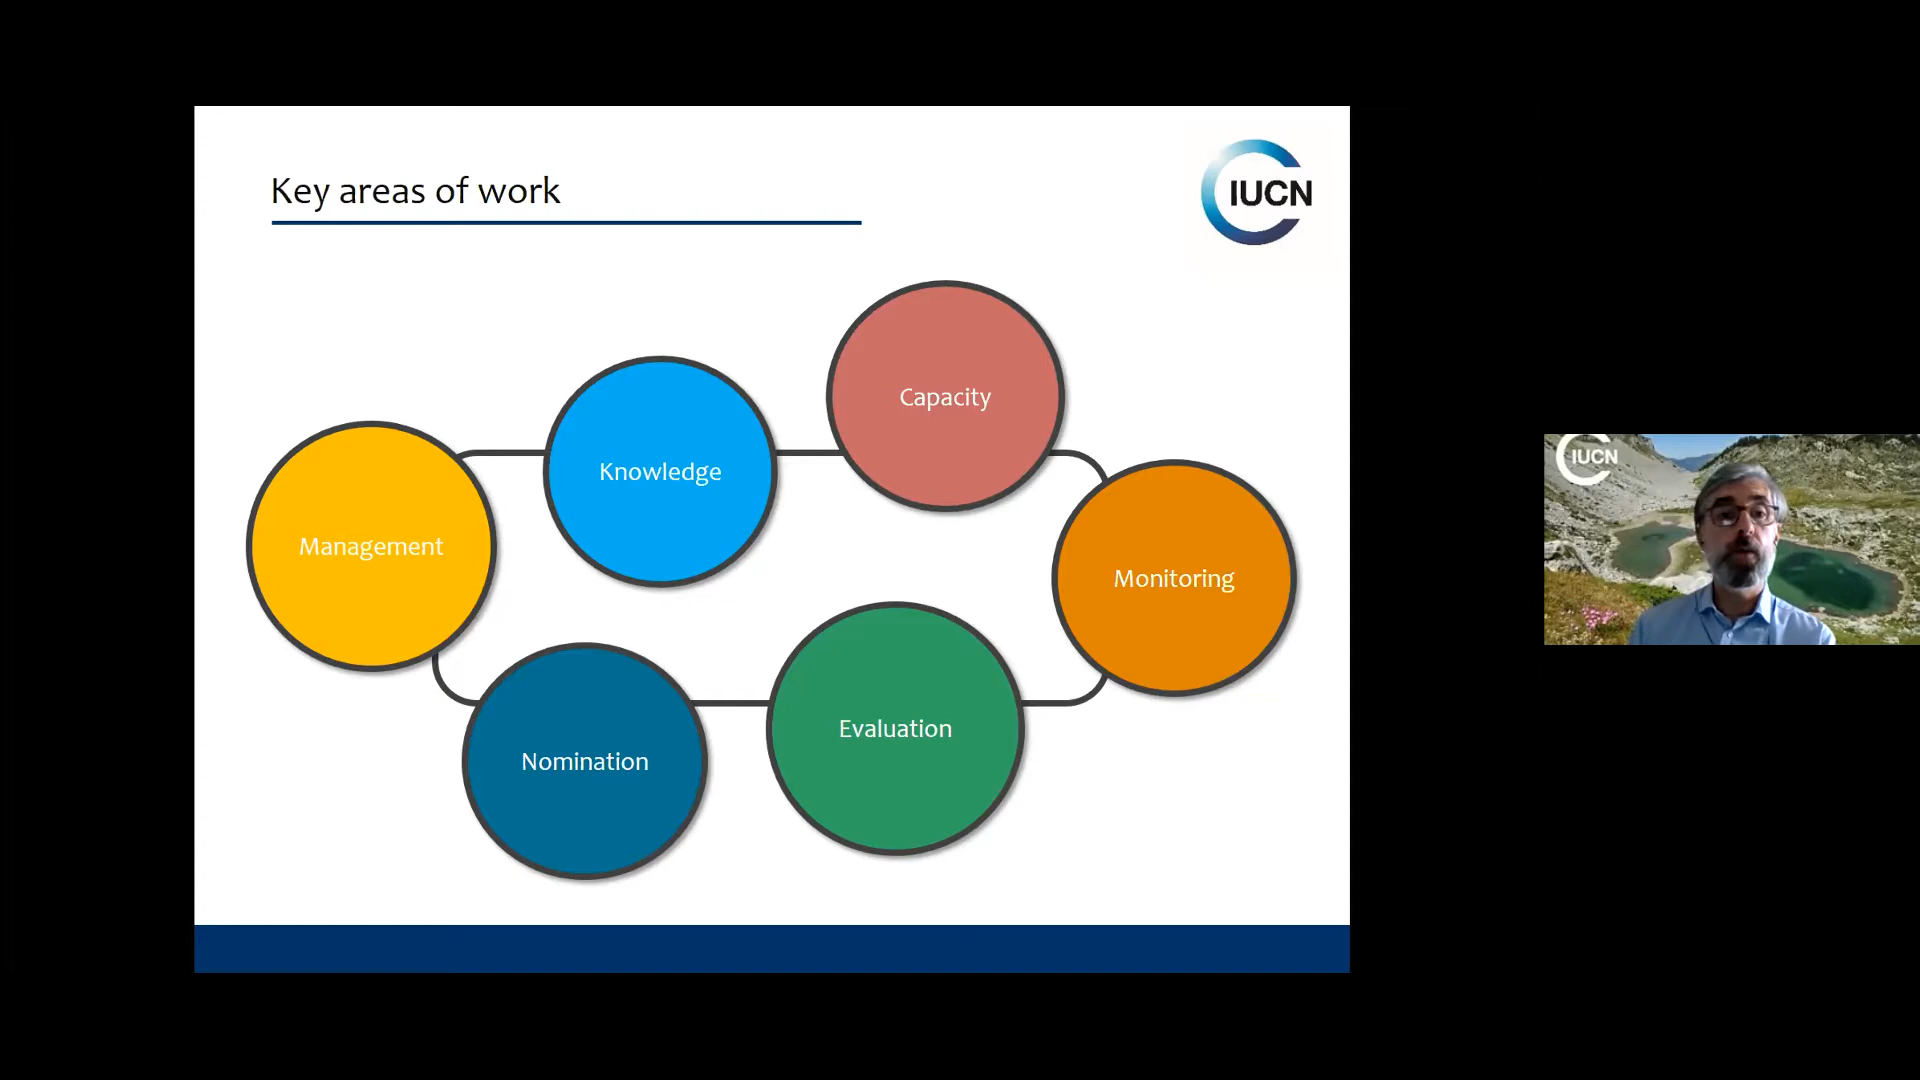 Key areas of work
IUCN
Capacity
Knowledge
Management
Monitoring
Evaluation
Nomination
IUCN